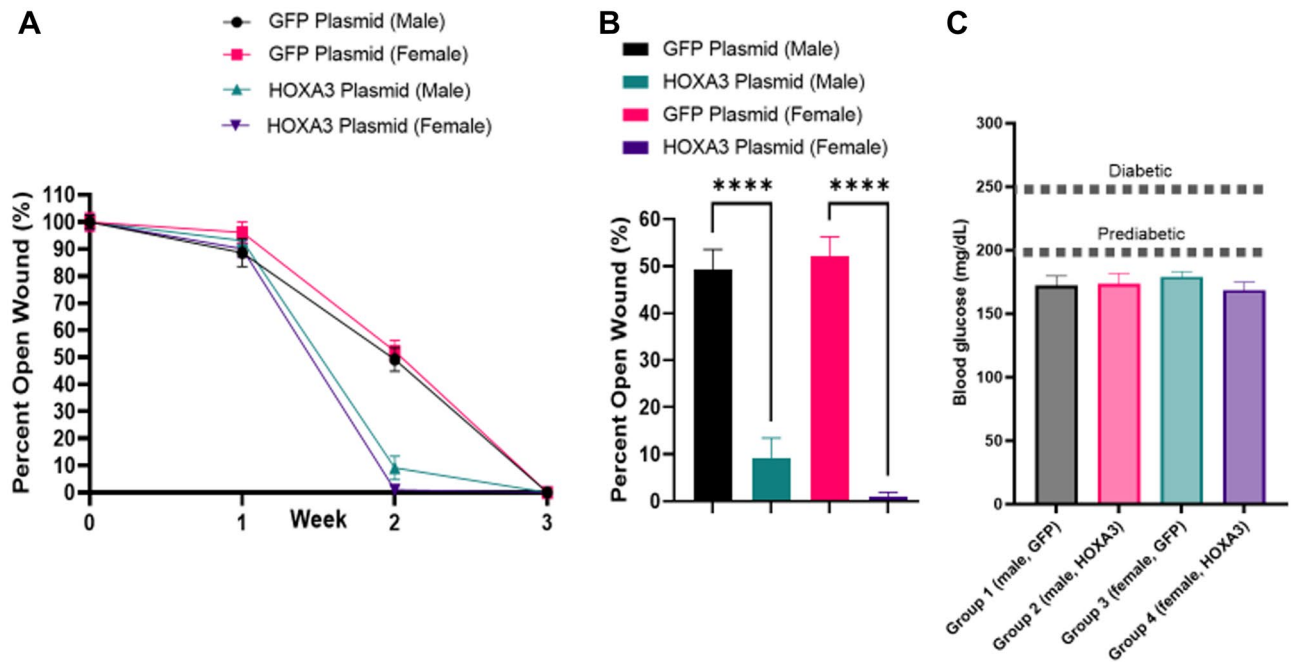 A
GFP Plasmid (Male)
GFP Plasmid (Female)
HOXA3 Plasmid (Male)
HOXA3 Plasmid (Female)
Percent Open Wound (%)
110
100
90
80
70
60
50
40
30
20
10
0
0
1
2
3
Week
B
GFP Plasmid (Male)
HOXA3 Plasmid (Male)
GFP Plasmid (Female)
HOXA3 Plasmid (Female)
****
****
Percent Open Wound (%)
60
50
40
30
20
10
0
C
Blood glucose (mg/dL)
300
250
200
150
100
50
0
Diabetic
Prediabetic
Group 1 (male, GFP)
Group 2 (male, HOXA3)
Group 3 (female, GFP)
Group 4 (female, HOXA3)